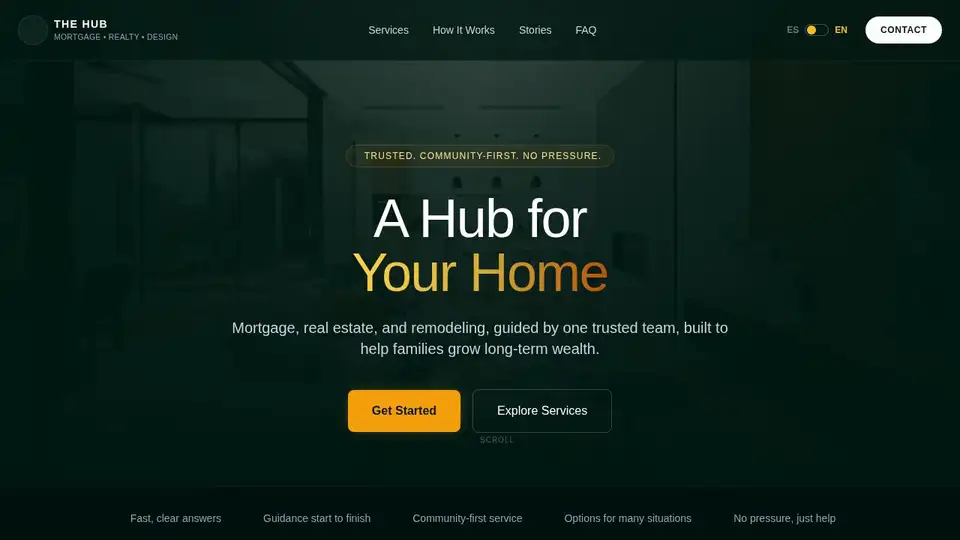 THE HUB
MORTGAGE • REALTY • DESIGN
Services
How It Works
Stories
FAQ
ES
EN
CONTACT
TRUSTED. COMMUNITY-FIRST. NO PRESSURE.
A Hub for
Your Home
Mortgage, real estate, and remodeling, guided by one trusted team, built to
help families grow long-term wealth.
Get Started
Explore Services
SCROLL
Fast, clear answers
Guidance start to finish
Community-first service
Options for many situations
No pressure, just help